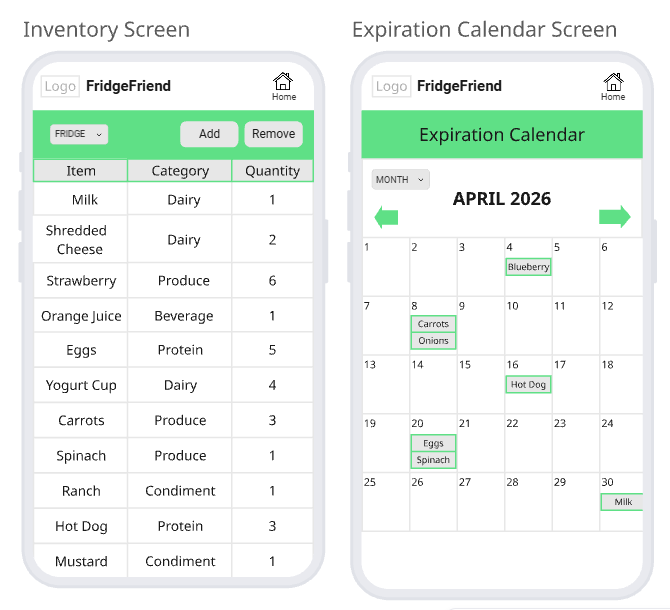 Inventory Screen
Logo FridgeFriend
Home
FRIDGE Add Remove
Item Category Quantity
Milk Dairy 1
Shredded
Cheese Dairy 2
Strawberry Produce 6
Orange Juice Beverage 1
Eggs Protein 5
Yogurt Cup Dairy 4
Carrots Produce 3
Spinach Produce 1
Ranch Condiment 1
Hot Dog Protein 3
Mustard Condiment 1
Expiration Calendar Screen
Logo FridgeFriend
Home
Expiration Calendar
MONTH
APRIL 2026
1 2 3 4 5 6
Blueberry
7 8 9 10 11 12
Carrots
Onions
13 14 15 16 17 18
Hot Dog
19 20 21 22 23 24
Eggs
Spinach
25 26 27 28 29 30
Milk